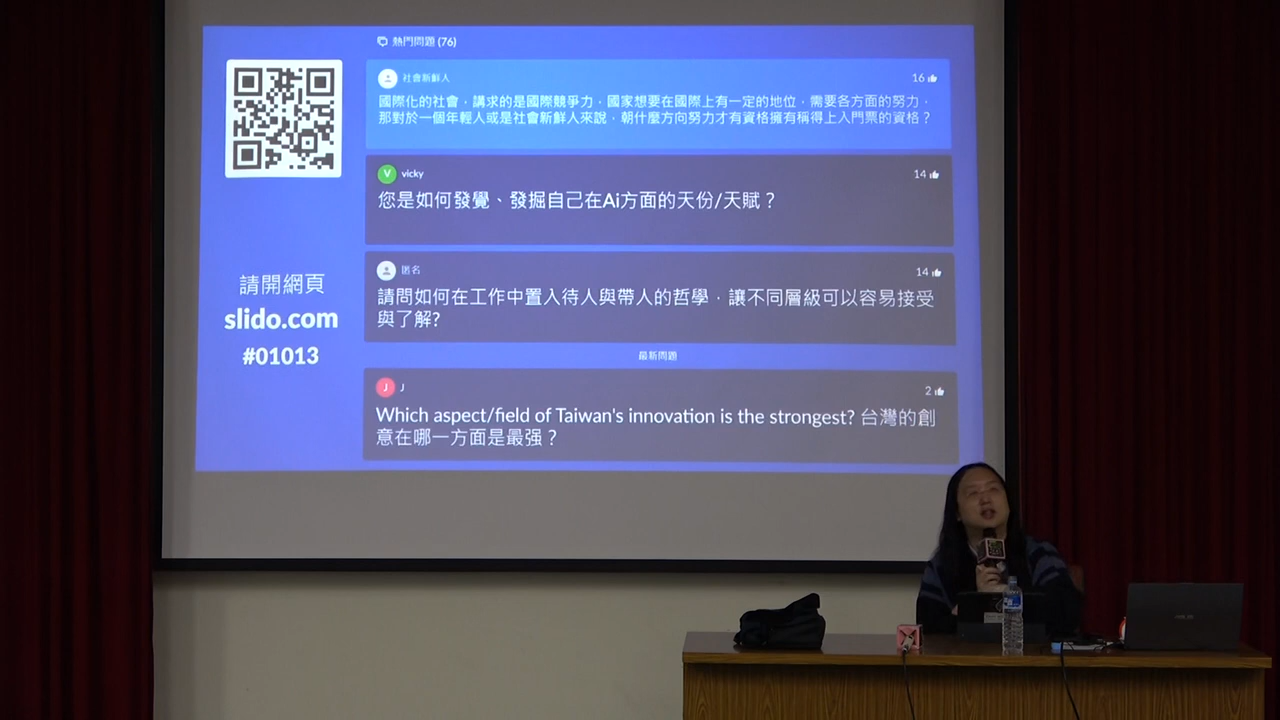 熱門問題 (76)
社會新鮮人
16
國際化的社會，講求的是國際競爭力，國家想要在國際上有一定的地位，需要各方面的努力，
那對於一個年輕人或是社會新鮮人來說，朝什麼方向努力才有資格擁有稱得上入門票的資格？
V
vicky
14
您是如何發覺、發掘自己在Ai方面的天份/天賦？
匿名
14
請問如何在工作中置入待人與帶人的哲學，讓不同層級可以容易接受
與了解?
最新問題
J
J
2
Which aspect/field of Taiwan's innovation is the strongest? 台灣的創
意在哪一方面是最强？
請開網頁
slido.com
#01013
ASUS